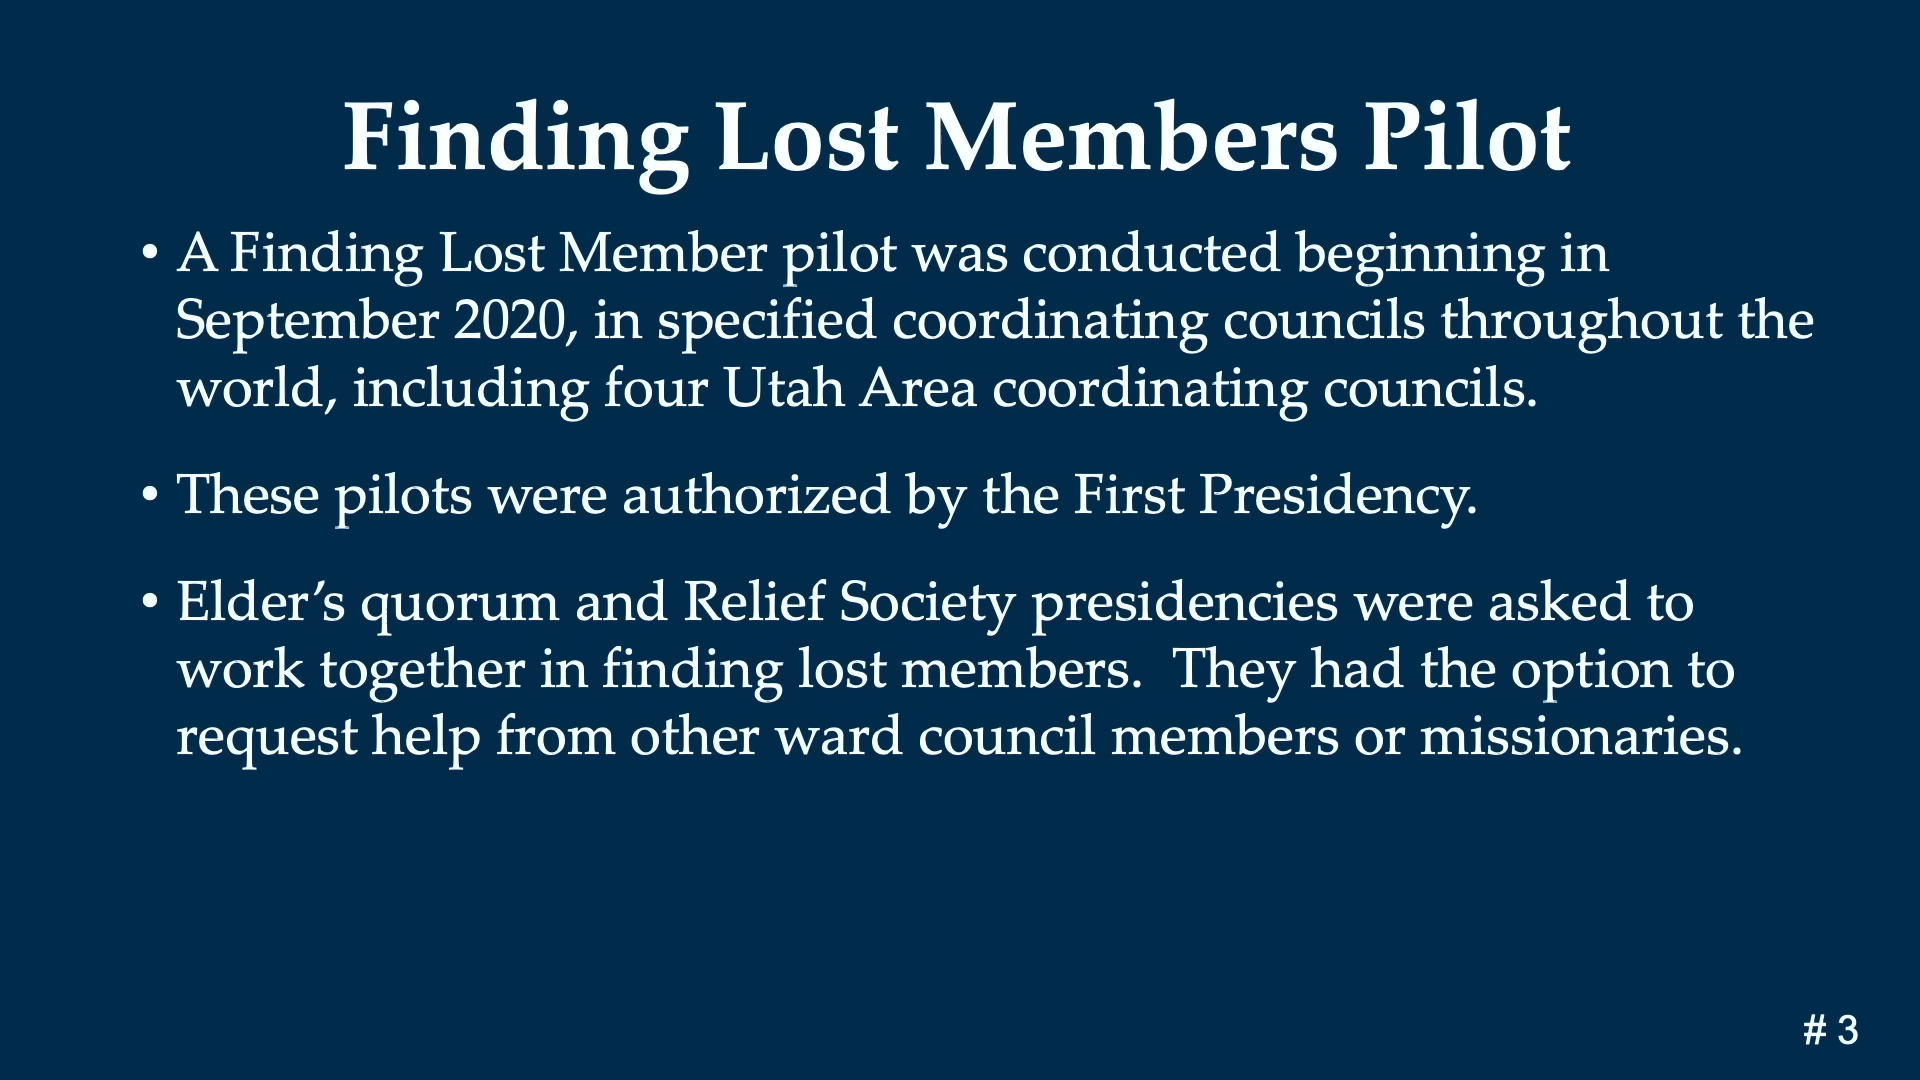 Finding Lost Members Pilot
• A Finding Lost Member pilot was conducted beginning in
September 2020, in specified coordinating councils throughout the
world, including four Utah Area coordinating councils.
• These pilots were authorized by the First Presidency.
• Elder’s quorum and Relief Society presidencies were asked to
work together in finding lost members.  They had the option to
request help from other ward council members or missionaries.
# 3